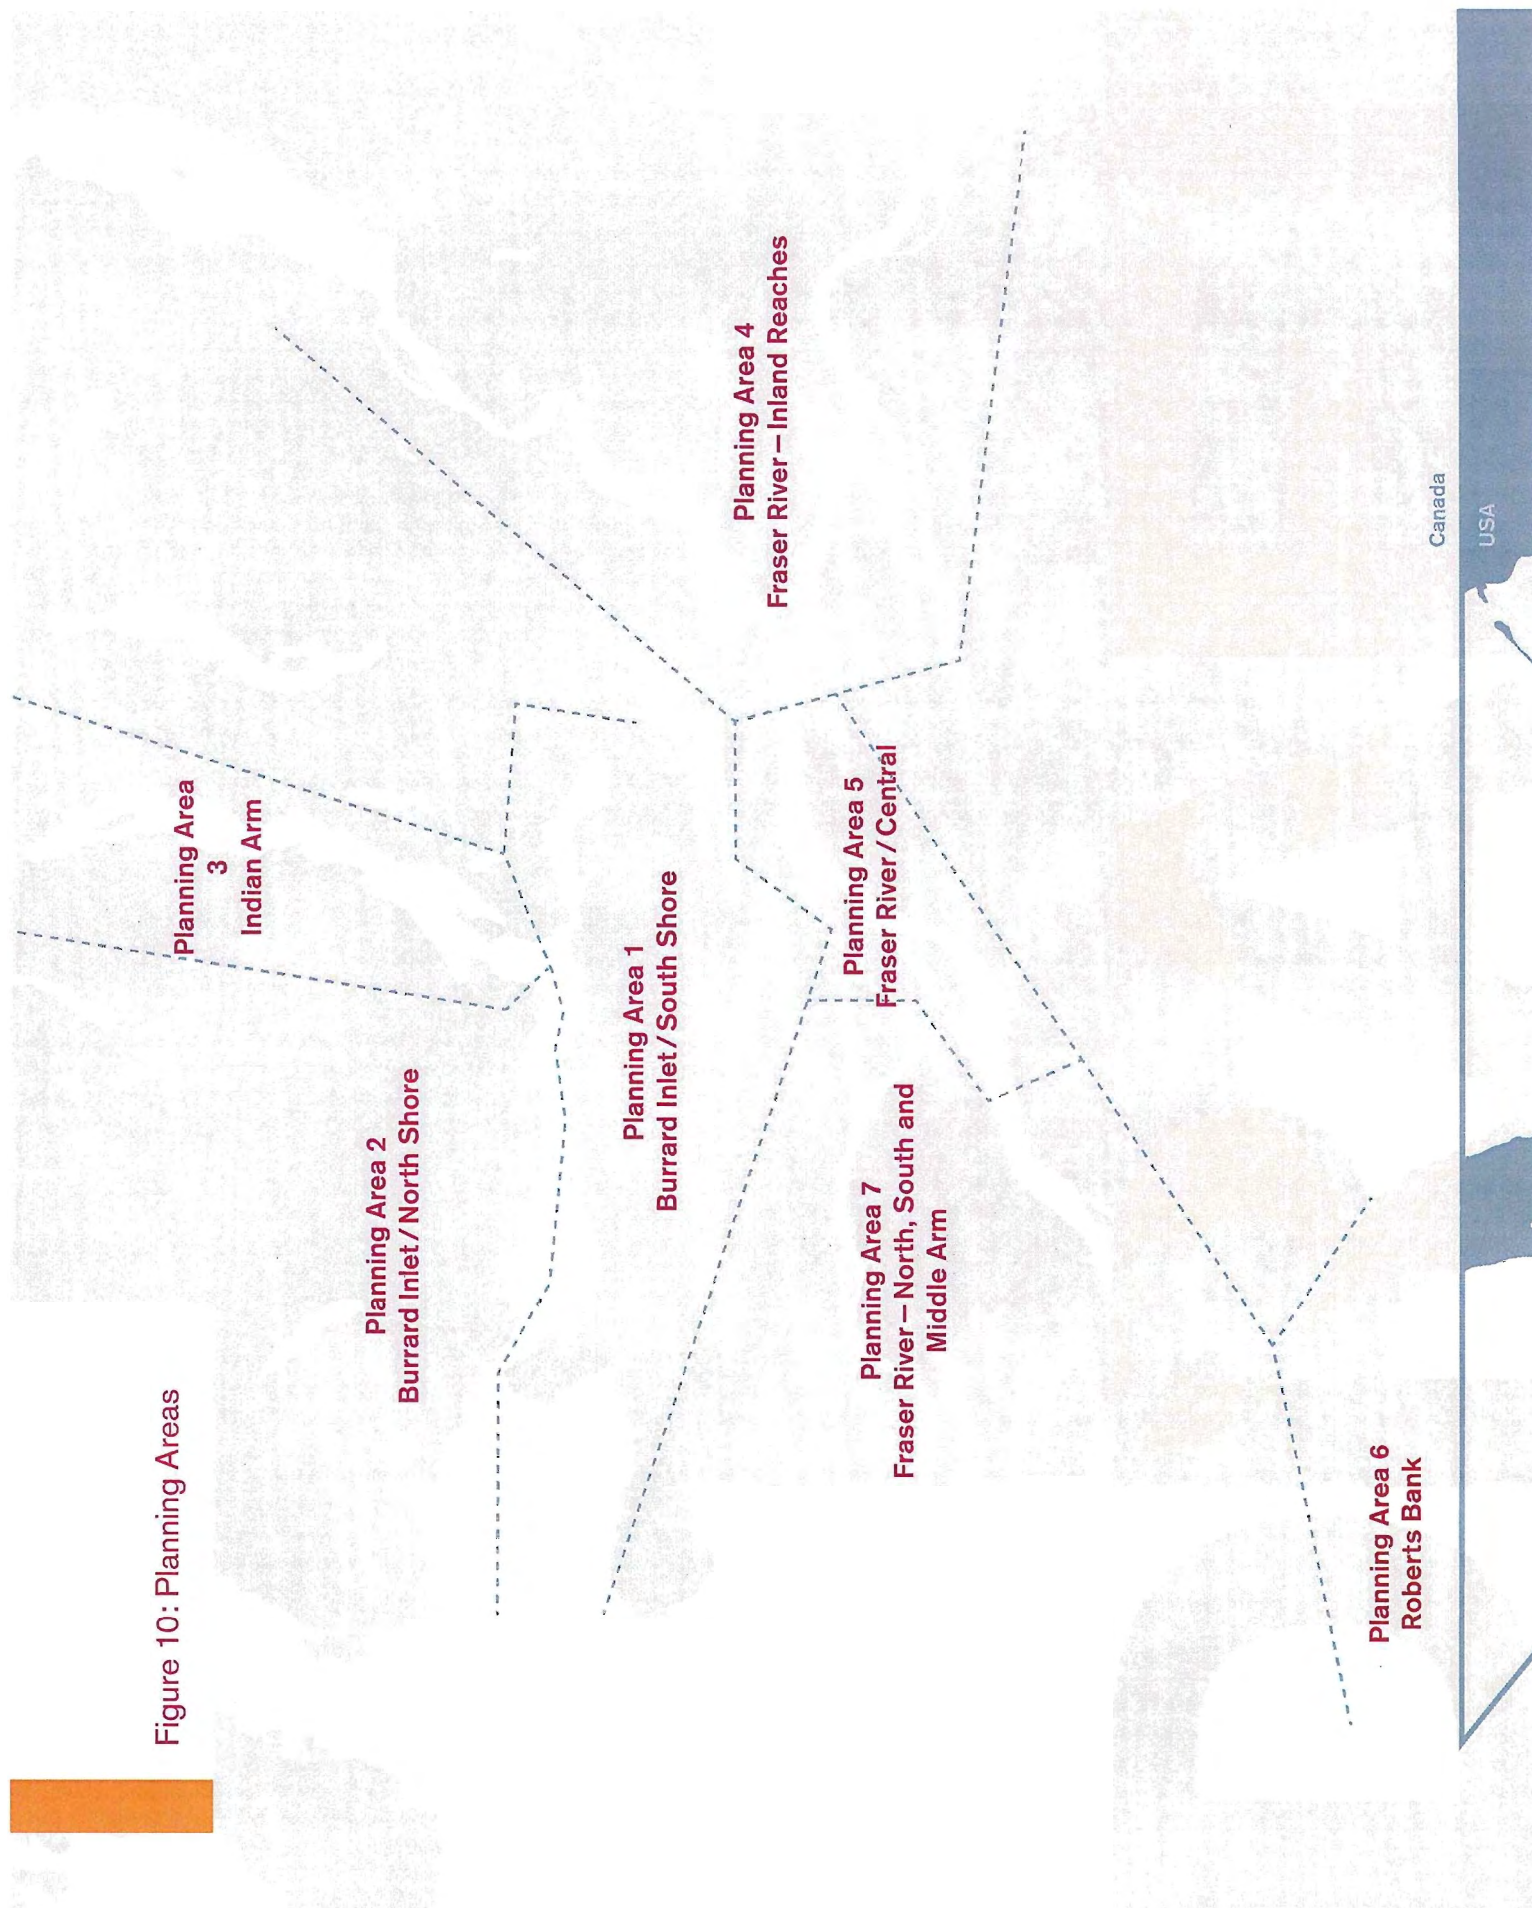 Figure 10: Planning Areas
Planning Area
3
Indian Arm
Planning Area 2
Burrard Inlet / North Shore
Planning Area 1
Burrard Inlet / South Shore
Planning Area 4
Fraser River – Inland Reaches
Planning Area 5
Fraser River / Central
Planning Area 7
Fraser River – North, South and
Middle Arm
Planning Area 6
Roberts Bank
Canada
USA